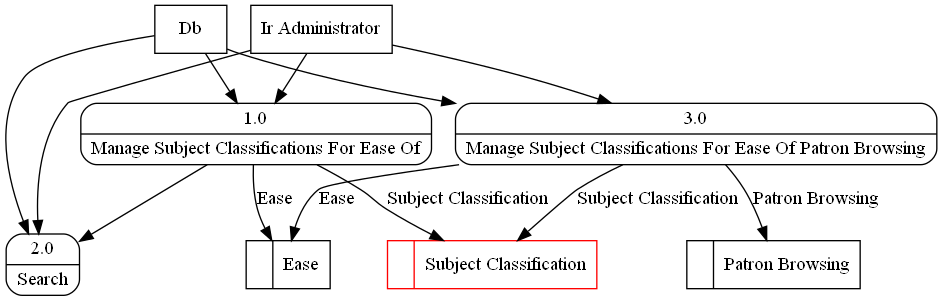 Db
Ir Administrator
1.0
Manage Subject Classifications For Ease Of
3.0
Manage Subject Classifications For Ease Of Patron Browsing
Ease
Ease
Subject Classification
Subject Classification
Patron Browsing
2.0
Search
Ease
Subject Classification
Patron Browsing